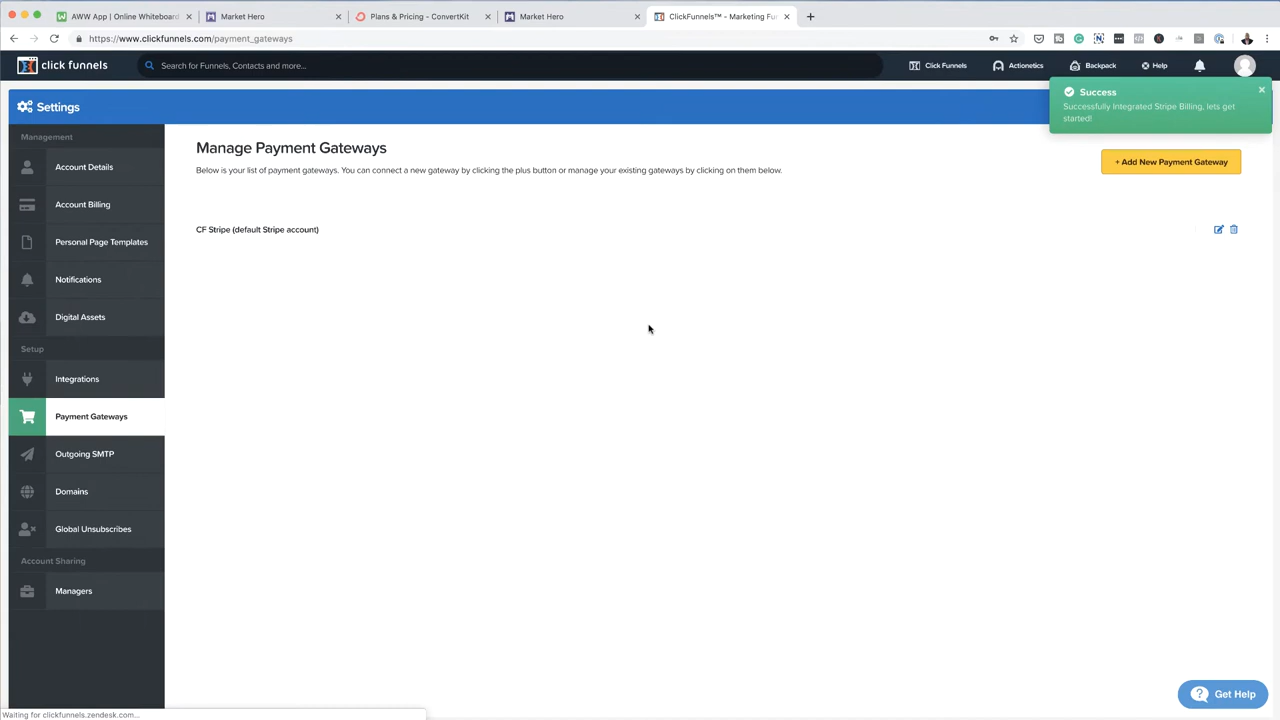 AWW App | Online Whiteboard
Market Hero
Plans & Pricing - ConvertKit
Market Hero
ClickFunnels™ - Marketing Fu
https://www.clickfunnels.com/payment_gateways
click funnels
Search for Funnels, Contacts and more...
Click Funnels
Actionetics
Backpack
Help
Settings
Success
Successfully Integrated Stripe Billing, lets get
started!
Management
Account Details
Account Billing
Personal Page Templates
Notifications
Digital Assets
Setup
Integrations
Payment Gateways
Outgoing SMTP
Domains
Global Unsubscribes
Account Sharing
Managers
Manage Payment Gateways
Below is your list of payment gateways. You can connect a new gateway by clicking the plus button or manage your existing gateways by clicking on them below.
+ Add New Payment Gateway
CF Stripe (default Stripe account)
Get Help
Waiting for clickfunnels.zendesk.com...